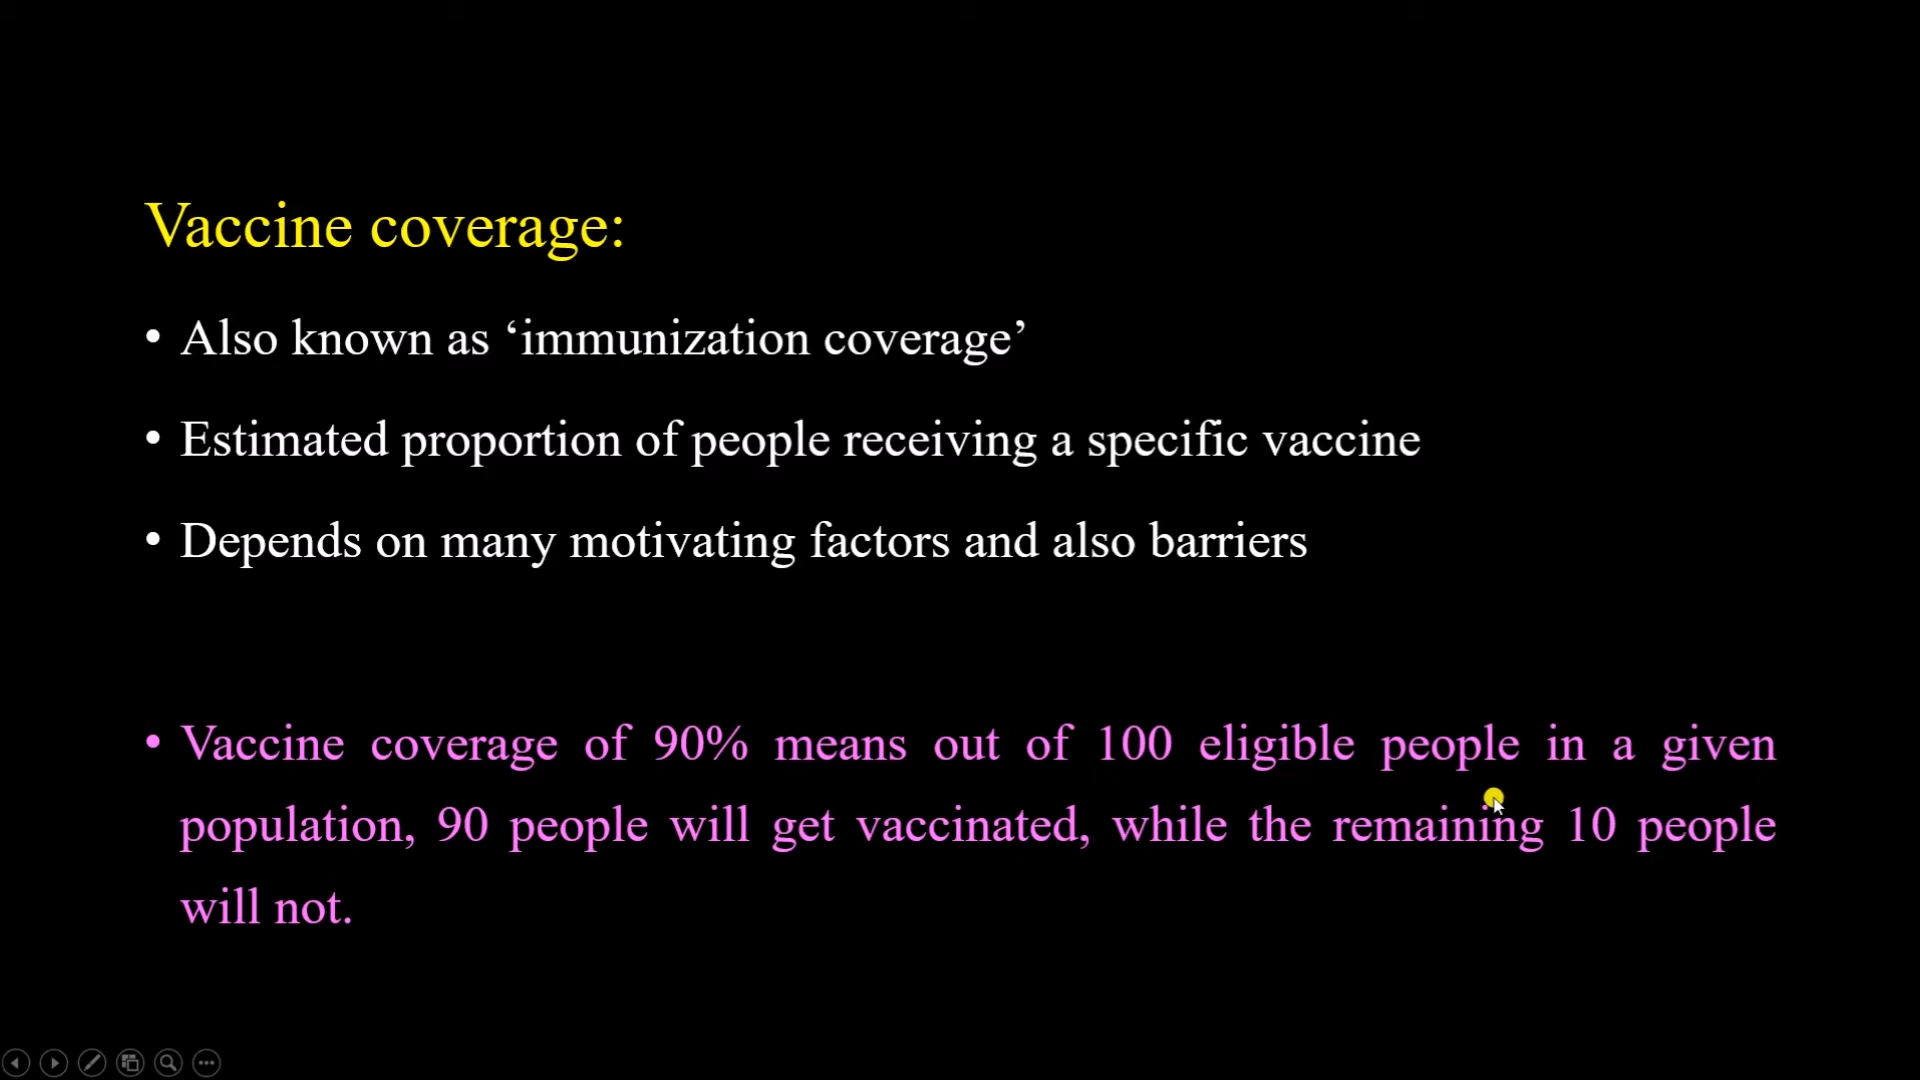 Vaccine coverage:
• Also known as ‘immunization coverage’
• Estimated proportion of people receiving a specific vaccine
• Depends on many motivating factors and also barriers
• Vaccine coverage of 90% means out of 100 eligible people in a given
population, 90 people will get vaccinated, while the remaining 10 people
will not.